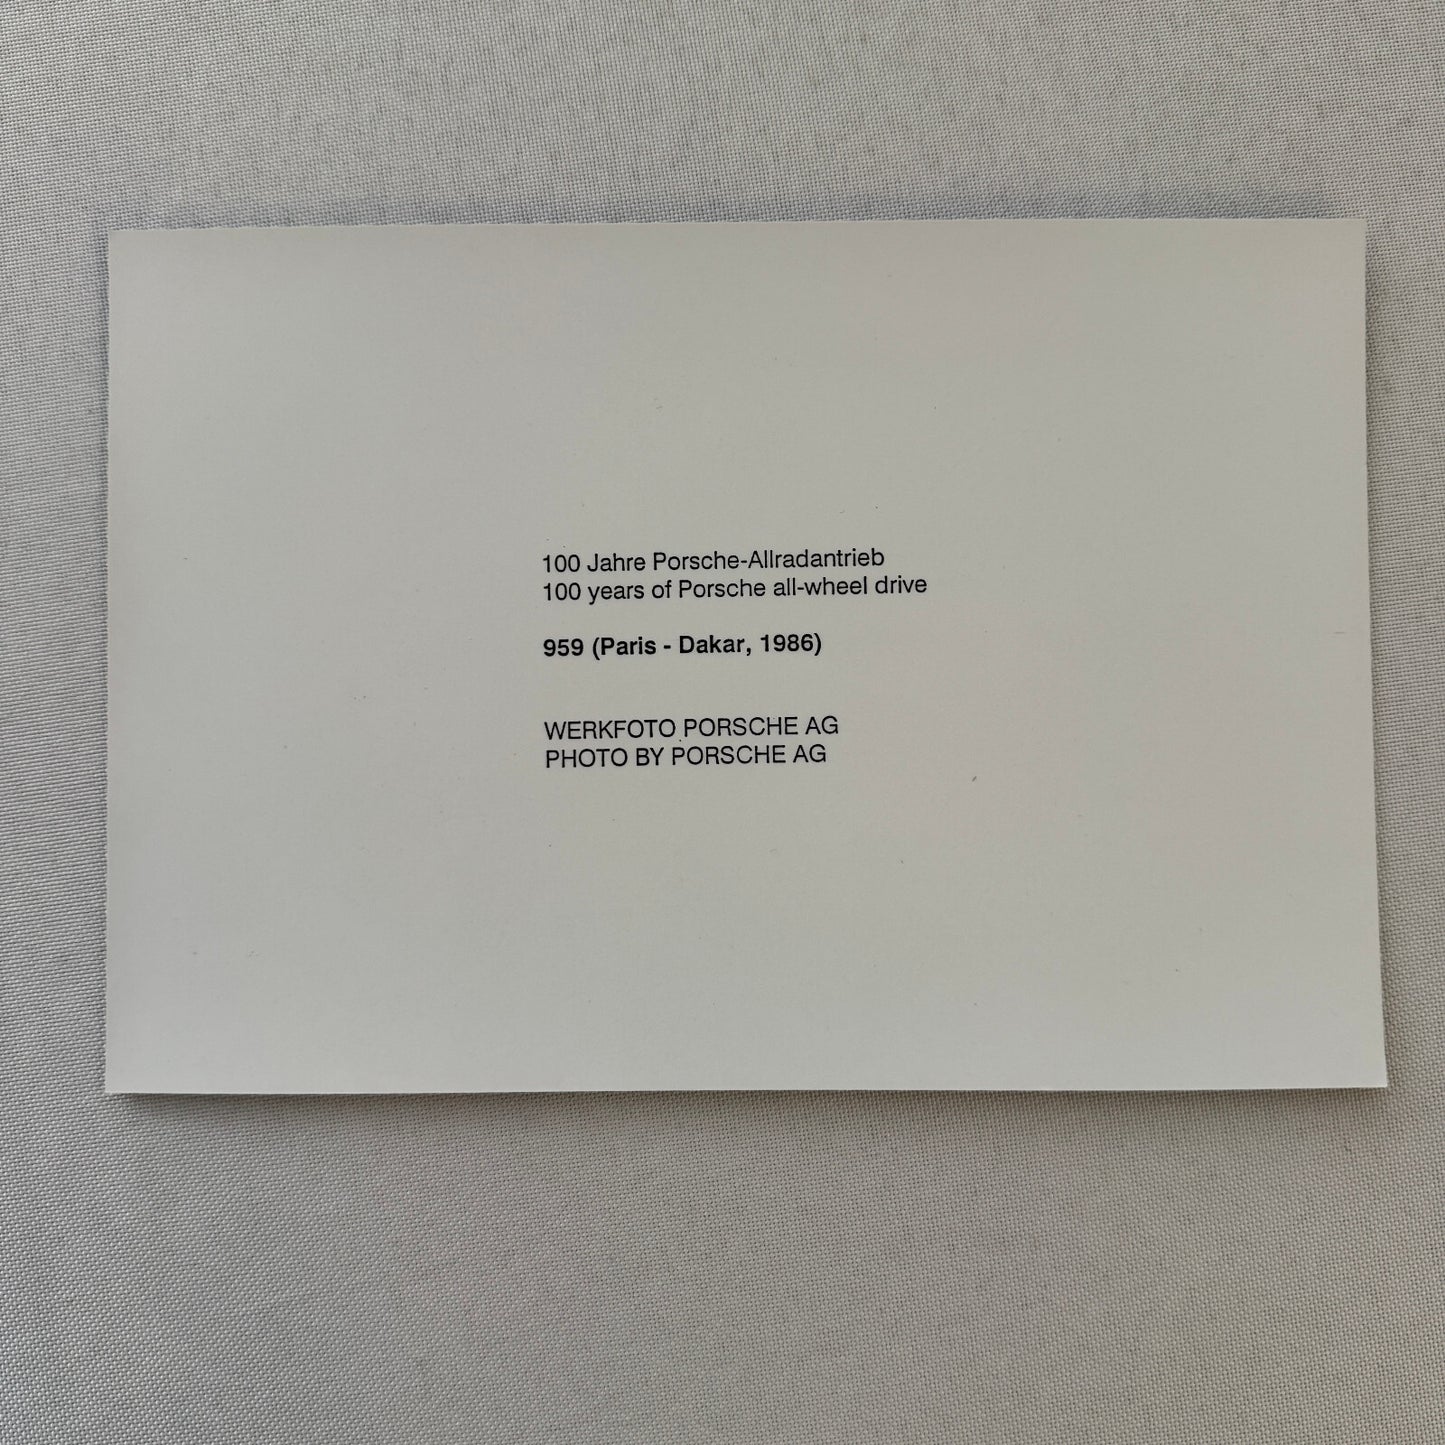 100 Jahre Porsche-Allradantrieb
100 years of Porsche all-wheel drive
959 (Paris - Dakar, 1986)
WERKFOTO PORSCHE AG
PHOTO BY PORSCHE AG